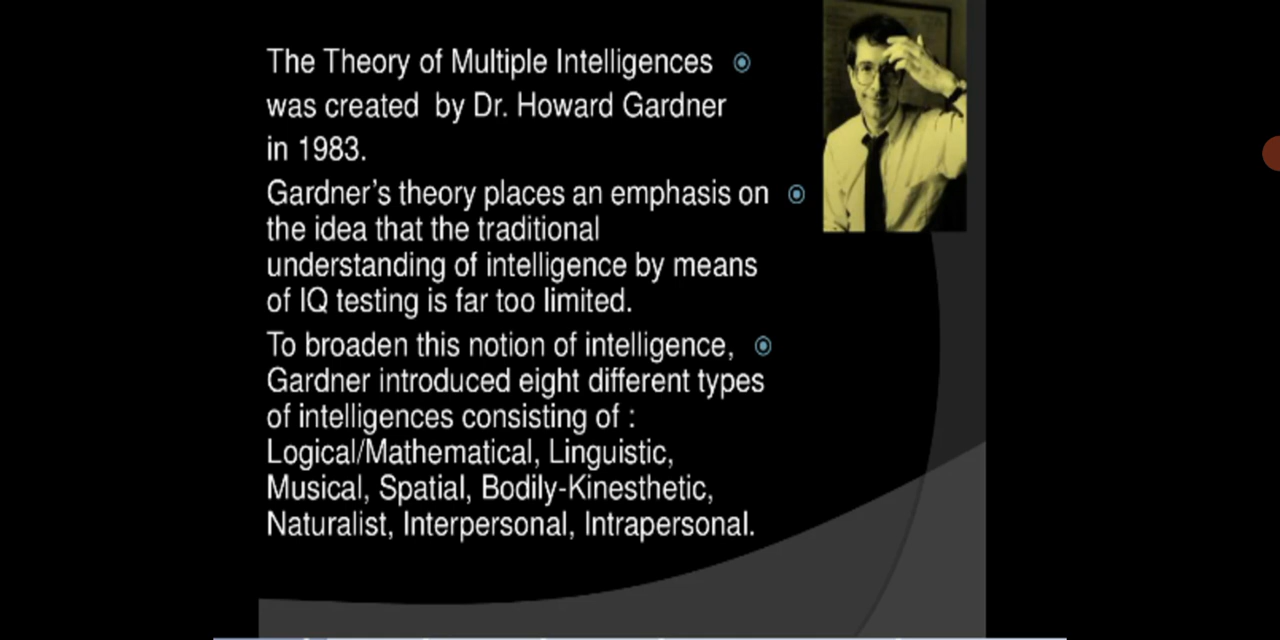 The Theory of Multiple Intelligences
was created by Dr. Howard Gardner
in 1983.
Gardner's theory places an emphasis on
the idea that the traditional
understanding of intelligence by means
of IQ testing is far too limited.
To broaden this notion of intelligence,
Gardner introduced eight different types
of intelligences consisting of :
Logical/Mathematical, Linguistic,
Musical, Spatial, Bodily-Kinesthetic,
Naturalist, Interpersonal, Intrapersonal.